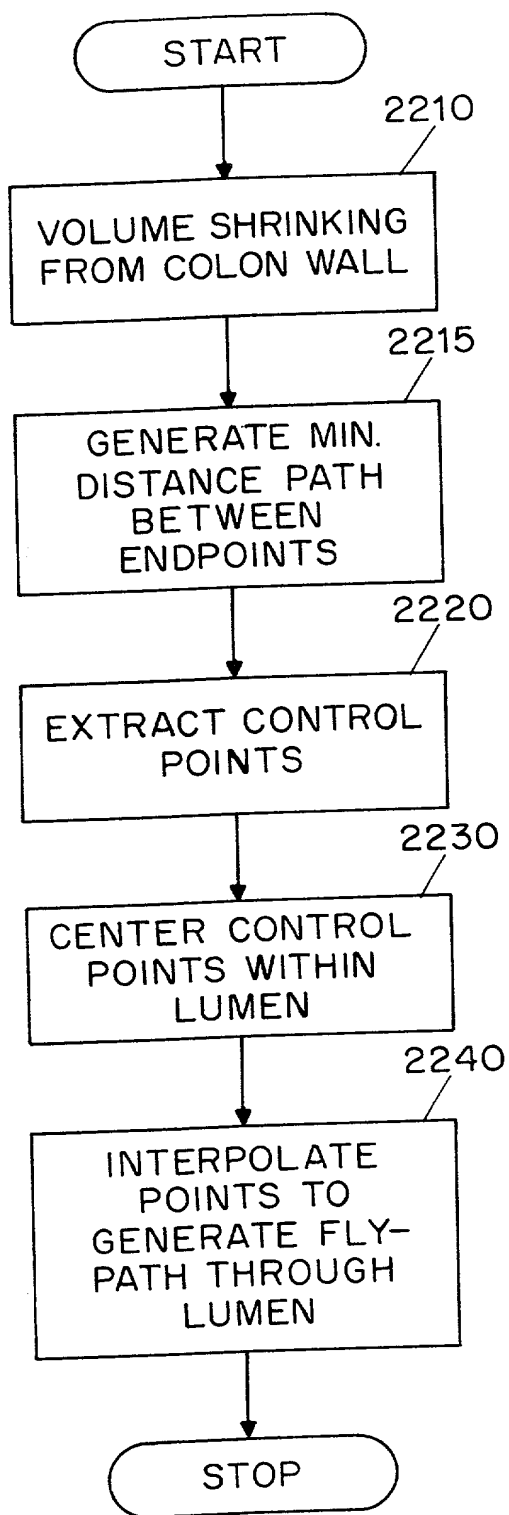 START
2210
VOLUME SHRINKING
FROM COLON WALL
2215
GENERATE MIN.
DISTANCE PATH
BETWEEN
ENDPOINTS
2220
EXTRACT CONTROL
POINTS
2230
CENTER CONTROL
POINTS WITHIN
LUMEN
2240
INTERPOLATE
POINTS TO
GENERATE FLY-
PATH THROUGH
LUMEN
STOP